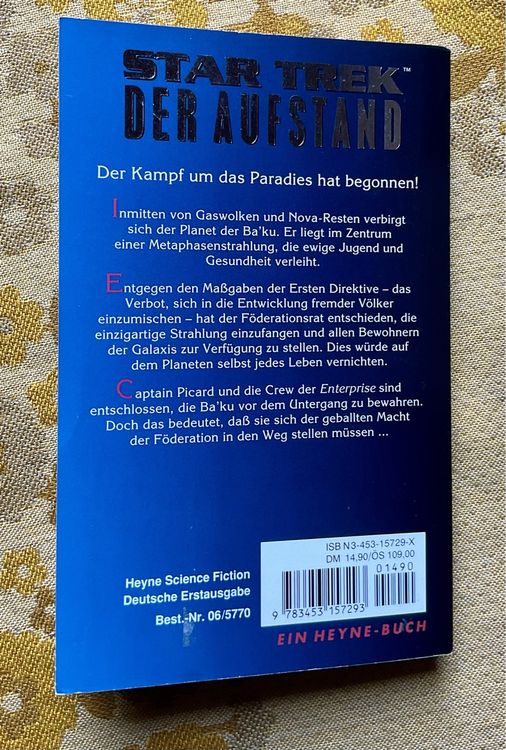 STAR TREK™
DER AUFSTAND
Der Kampf um das Paradies hat begonnen!
Inmitten von Gaswolken und Nova-Resten verbirgt
sich der Planet der Ba'ku. Er liegt im Zentrum
einer Metaphasenstrahlung, die ewige Jugend und
Gesundheit verleiht.
Entgegen den Maßgaben der Ersten Direktive – das
Verbot, sich in die Entwicklung fremder Völker
einzumischen – hat der Föderationsrat entschieden, die
einzigartige Strahlung einzufangen und allen Bewohnern
der Galaxis zur Verfügung zu stellen. Dies würde auf
dem Planeten selbst jedes Leben vernichten.
Captain Picard und die Crew der Enterprise sind
entschlossen, die Ba'ku vor dem Untergang zu bewahren.
Doch das bedeutet, daß sie sich der geballten Macht
der Föderation in den Weg stellen müssen ...
ISBN 3-453-15729-X
DM 14,90/ÖS 109,00
01490
9 783453 157293
Heyne Science Fiction
Deutsche Erstausgabe
Best.-Nr. 06/5770
EIN HEYNE-BUCH